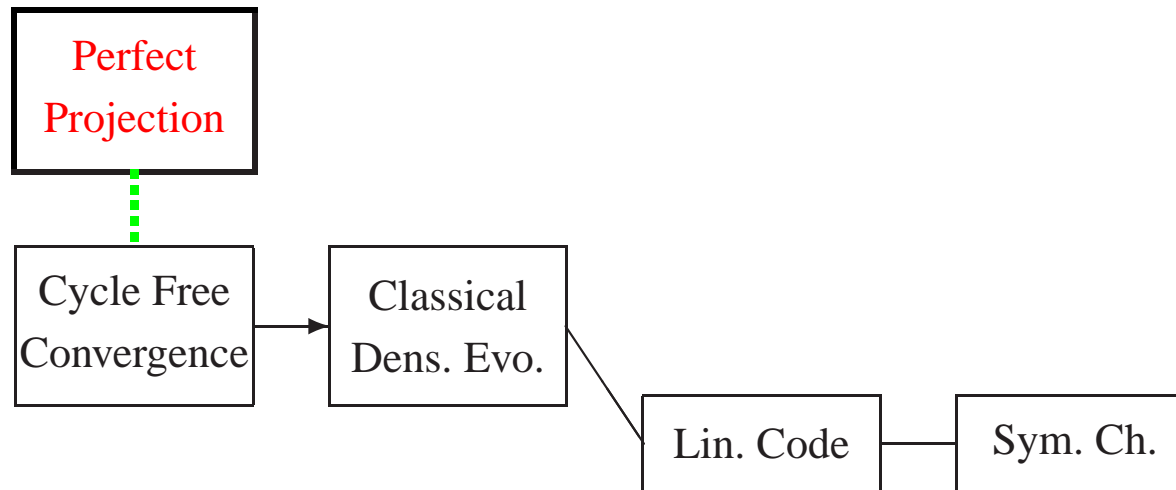 Perfect
Projection
Cycle Free
Convergence
Classical
Dens. Evo.
Lin. Code
Sym. Ch.